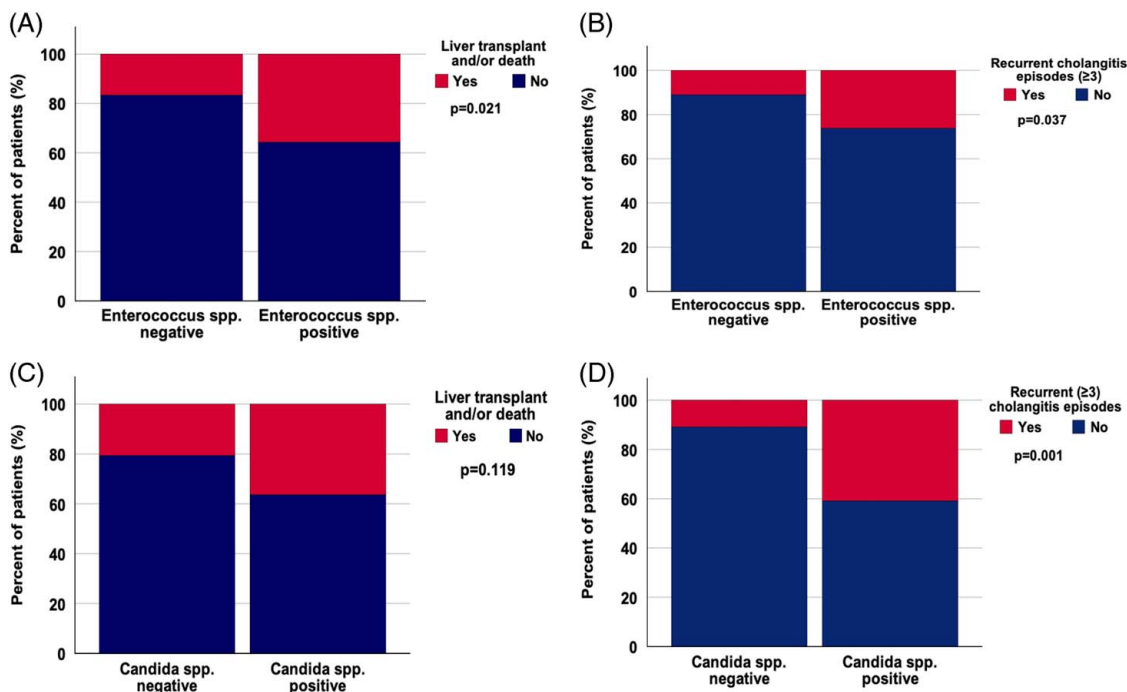 (A)
Percent of patients (%)
100
80
60
40
20
0
Enterococcus spp.
negative
Enterococcus spp.
positive
Liver transplant
and/or death
Yes No
p=0.021
(B)
Percent of patients (%)
100
80
60
40
20
0
Enterococcus spp.
negative
Enterococcus spp.
positive
Recurrent cholangitis
episodes (≥3)
Yes No
p=0.037
(C)
Percent of patients (%)
100
80
60
40
20
0
Candida spp.
negative
Candida spp.
positive
Liver transplant
and/or death
Yes No
p=0.119
(D)
Percent of patients (%)
100
80
60
40
20
0
Candida spp.
negative
Candida spp.
positive
Recurrent (≥3)
cholangitis episodes
Yes No
p=0.001